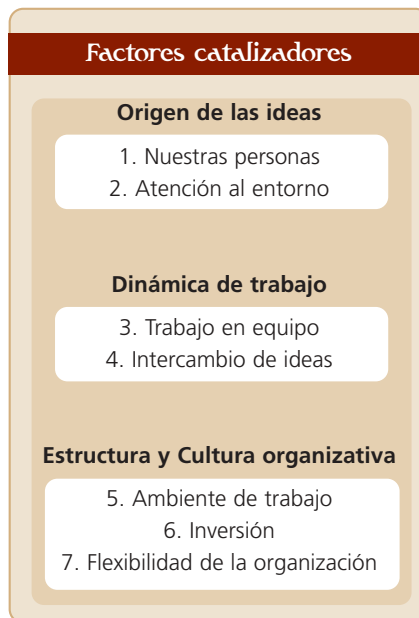 Factores catalizadores
Origen de las ideas
1. Nuestras personas
2. Atención al entorno
Dinámica de trabajo
3. Trabajo en equipo
4. Intercambio de ideas
Estructura y Cultura organizativa
5. Ambiente de trabajo
6. Inversión
7. Flexibilidad de la organización